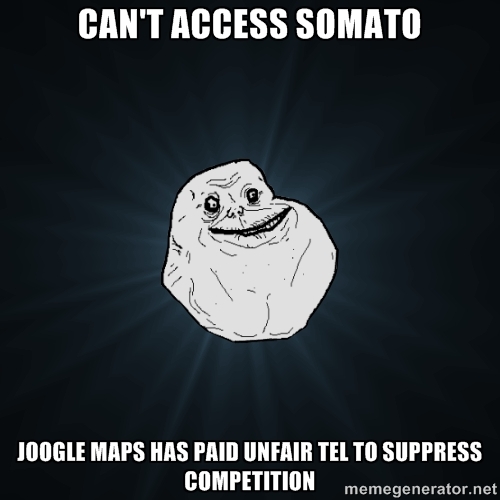 CAN'T ACCESS SOMATO
JOOGLE MAPS HAS PAID UNFAIR TEL TO SUPPRESS
COMPETITION
memegenerator.net